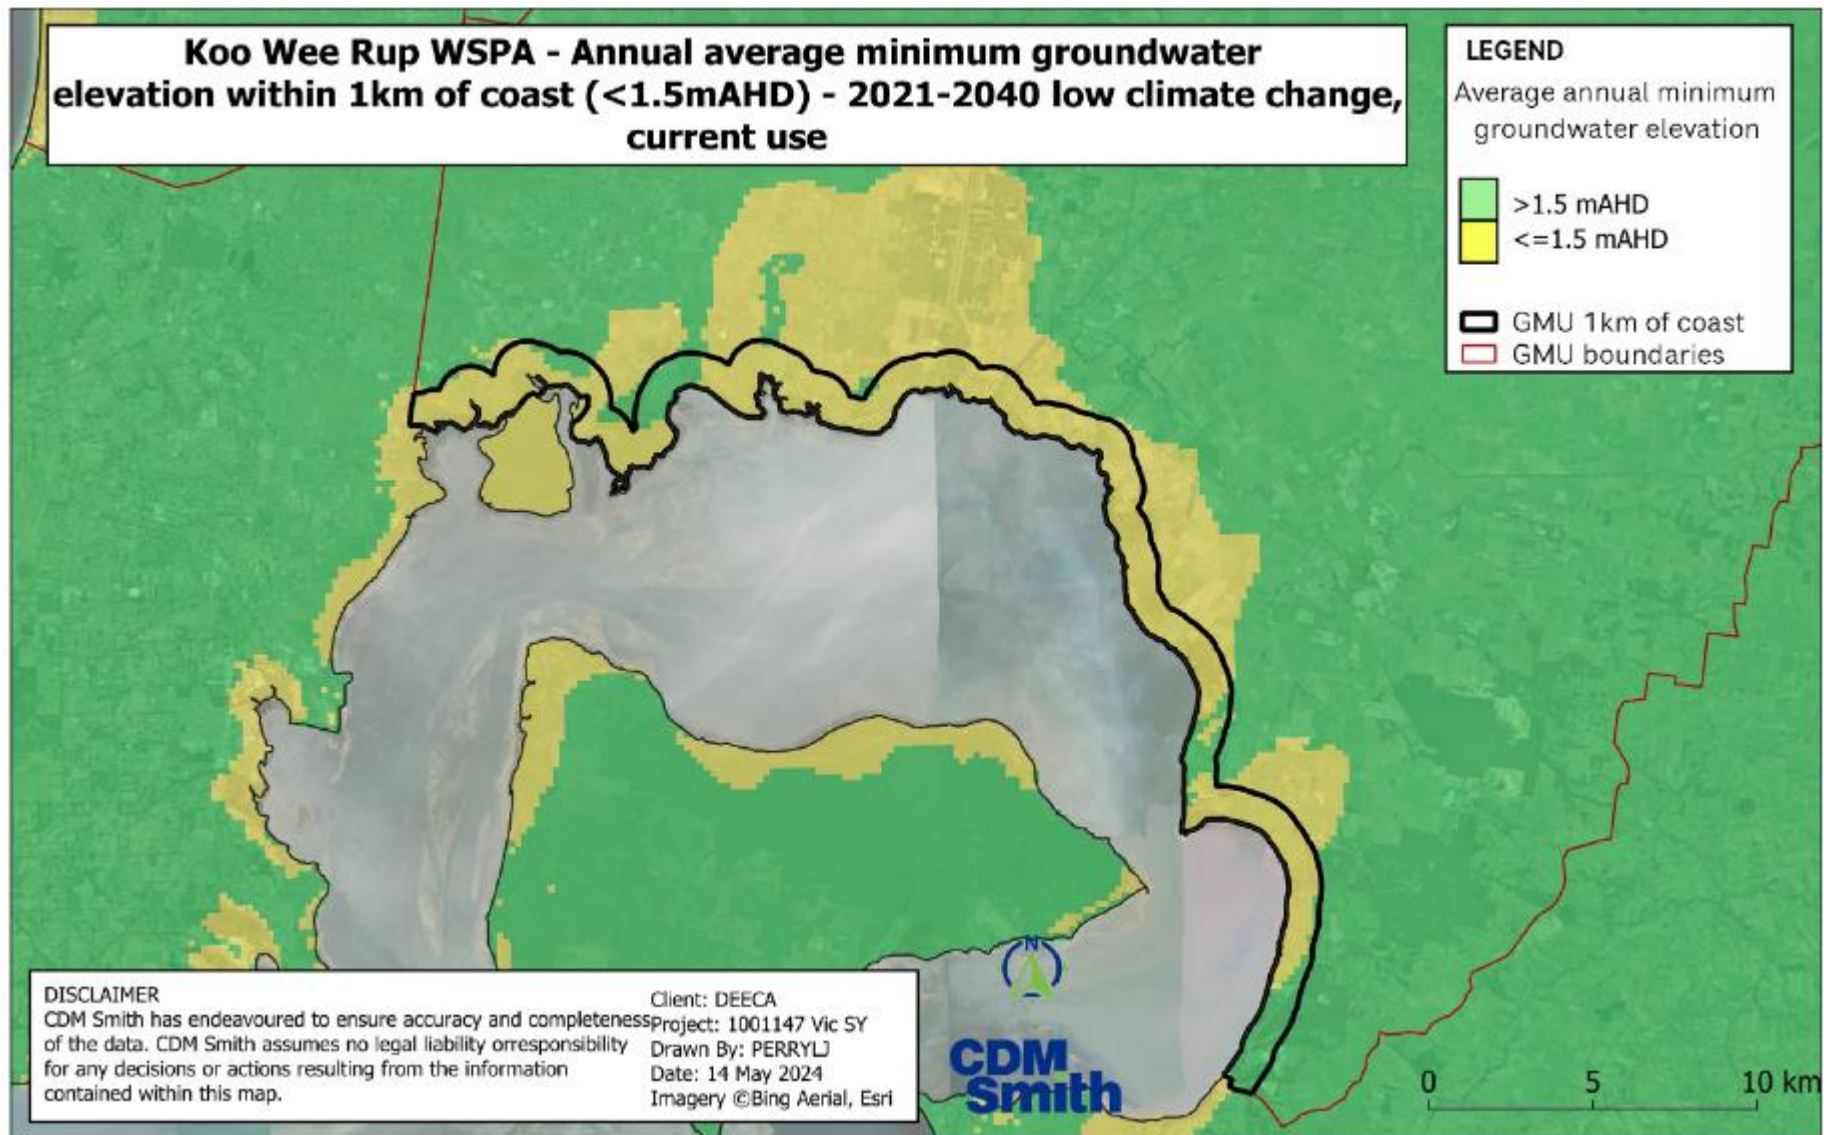 Koo Wee Rup WSPA - Annual average minimum groundwater
elevation within 1km of coast (<1.5mAHD) - 2021-2040 low climate change,
current use
LEGEND
Average annual minimum
groundwater elevation
>1.5 mAHD
<=1.5 mAHD
GMU 1km of coast
GMU boundaries
DISCLAIMER
CDM Smith has endeavoured to ensure accuracy and completeness
of the data. CDM Smith assumes no legal liability orresponsibility
for any decisions or actions resulting from the information
contained within this map.
Client: DEECA
Project: 1001147 Vic SY
Drawn By: PERRYLJ
Date: 14 May 2024
Imagery ©Bing Aerial, Esri
N
CDM
Smith
0 5 10 km